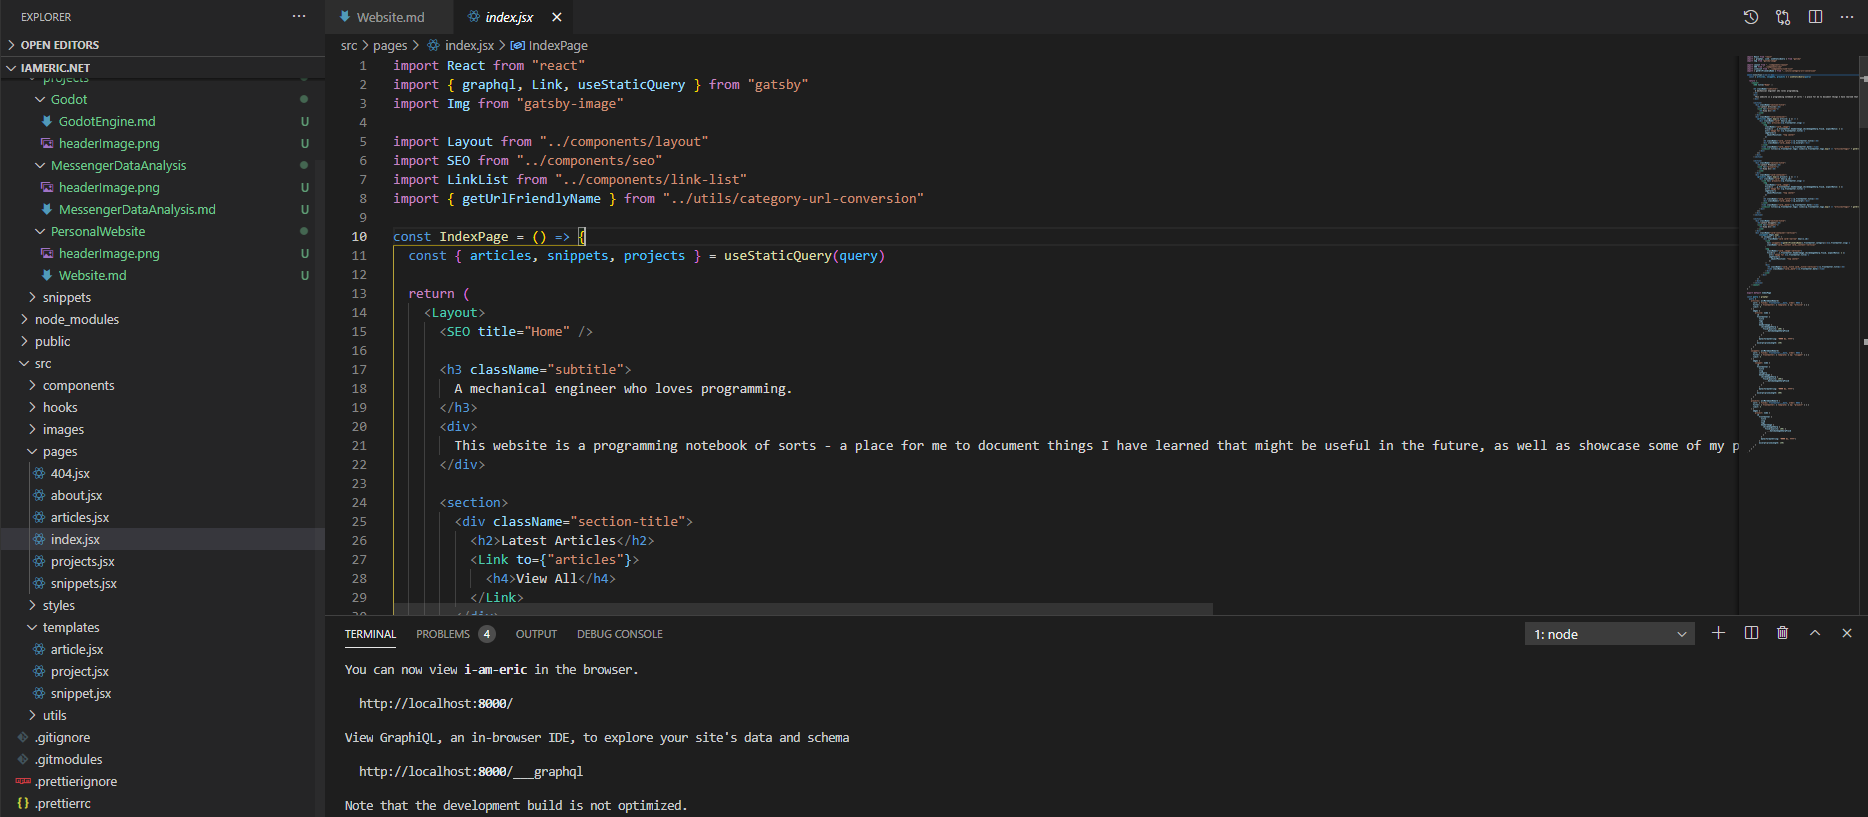 EXPLORER
OPEN EDITORS
IAMERIC.NET
projects
Godot
GodotEngine.md U
headerImage.png U
MessengerDataAnalysis
headerImage.png U
MessengerDataAnalysis.md U
PersonalWebsite
headerImage.png U
Website.md U
snippets
node_modules
public
src
components
hooks
images
pages
404.jsx
about.jsx
articles.jsx
index.jsx
projects.jsx
snippets.jsx
styles
templates
article.jsx
project.jsx
snippet.jsx
utils
.gitignore
.gitmodules
.prettierignore
.prettierrc
Website.md index.jsx
src > pages > index.jsx > IndexPage
1 import React from "react"
2 import { graphql, Link, useStaticQuery } from "gatsby"
3 import Img from "gatsby-image"
4
5 import Layout from "../components/layout"
6 import SEO from "../components/seo"
7 import LinkList from "../components/link-list"
8 import { getUrlFriendlyName } from "../utils/category-url-conversion"
9
10 const IndexPage = () => {
11 const { articles, snippets, projects } = useStaticQuery(query)
12
13 return (
14 <Layout>
15 <SEO title="Home" />
16
17 <h3 className="subtitle">
18 A mechanical engineer who loves programming.
19 </h3>
20 <div>
21 This website is a programming notebook of sorts - a place for me to document things I have learned that might be useful in the future, as well as showcase some of my p
22 </div>
23
24 <section>
25 <div className="section-title">
26 <h2>Latest Articles</h2>
27 <Link to={"articles"}>
28 <h4>View All</h4>
29 </Link>
30 </div>
TERMINAL PROBLEMS 4 OUTPUT DEBUG CONSOLE 1: node
You can now view i-am-eric in the browser.
http://localhost:8000/
View GraphiQL, an in-browser IDE, to explore your site's data and schema
http://localhost:8000/___graphql
Note that the development build is not optimized.